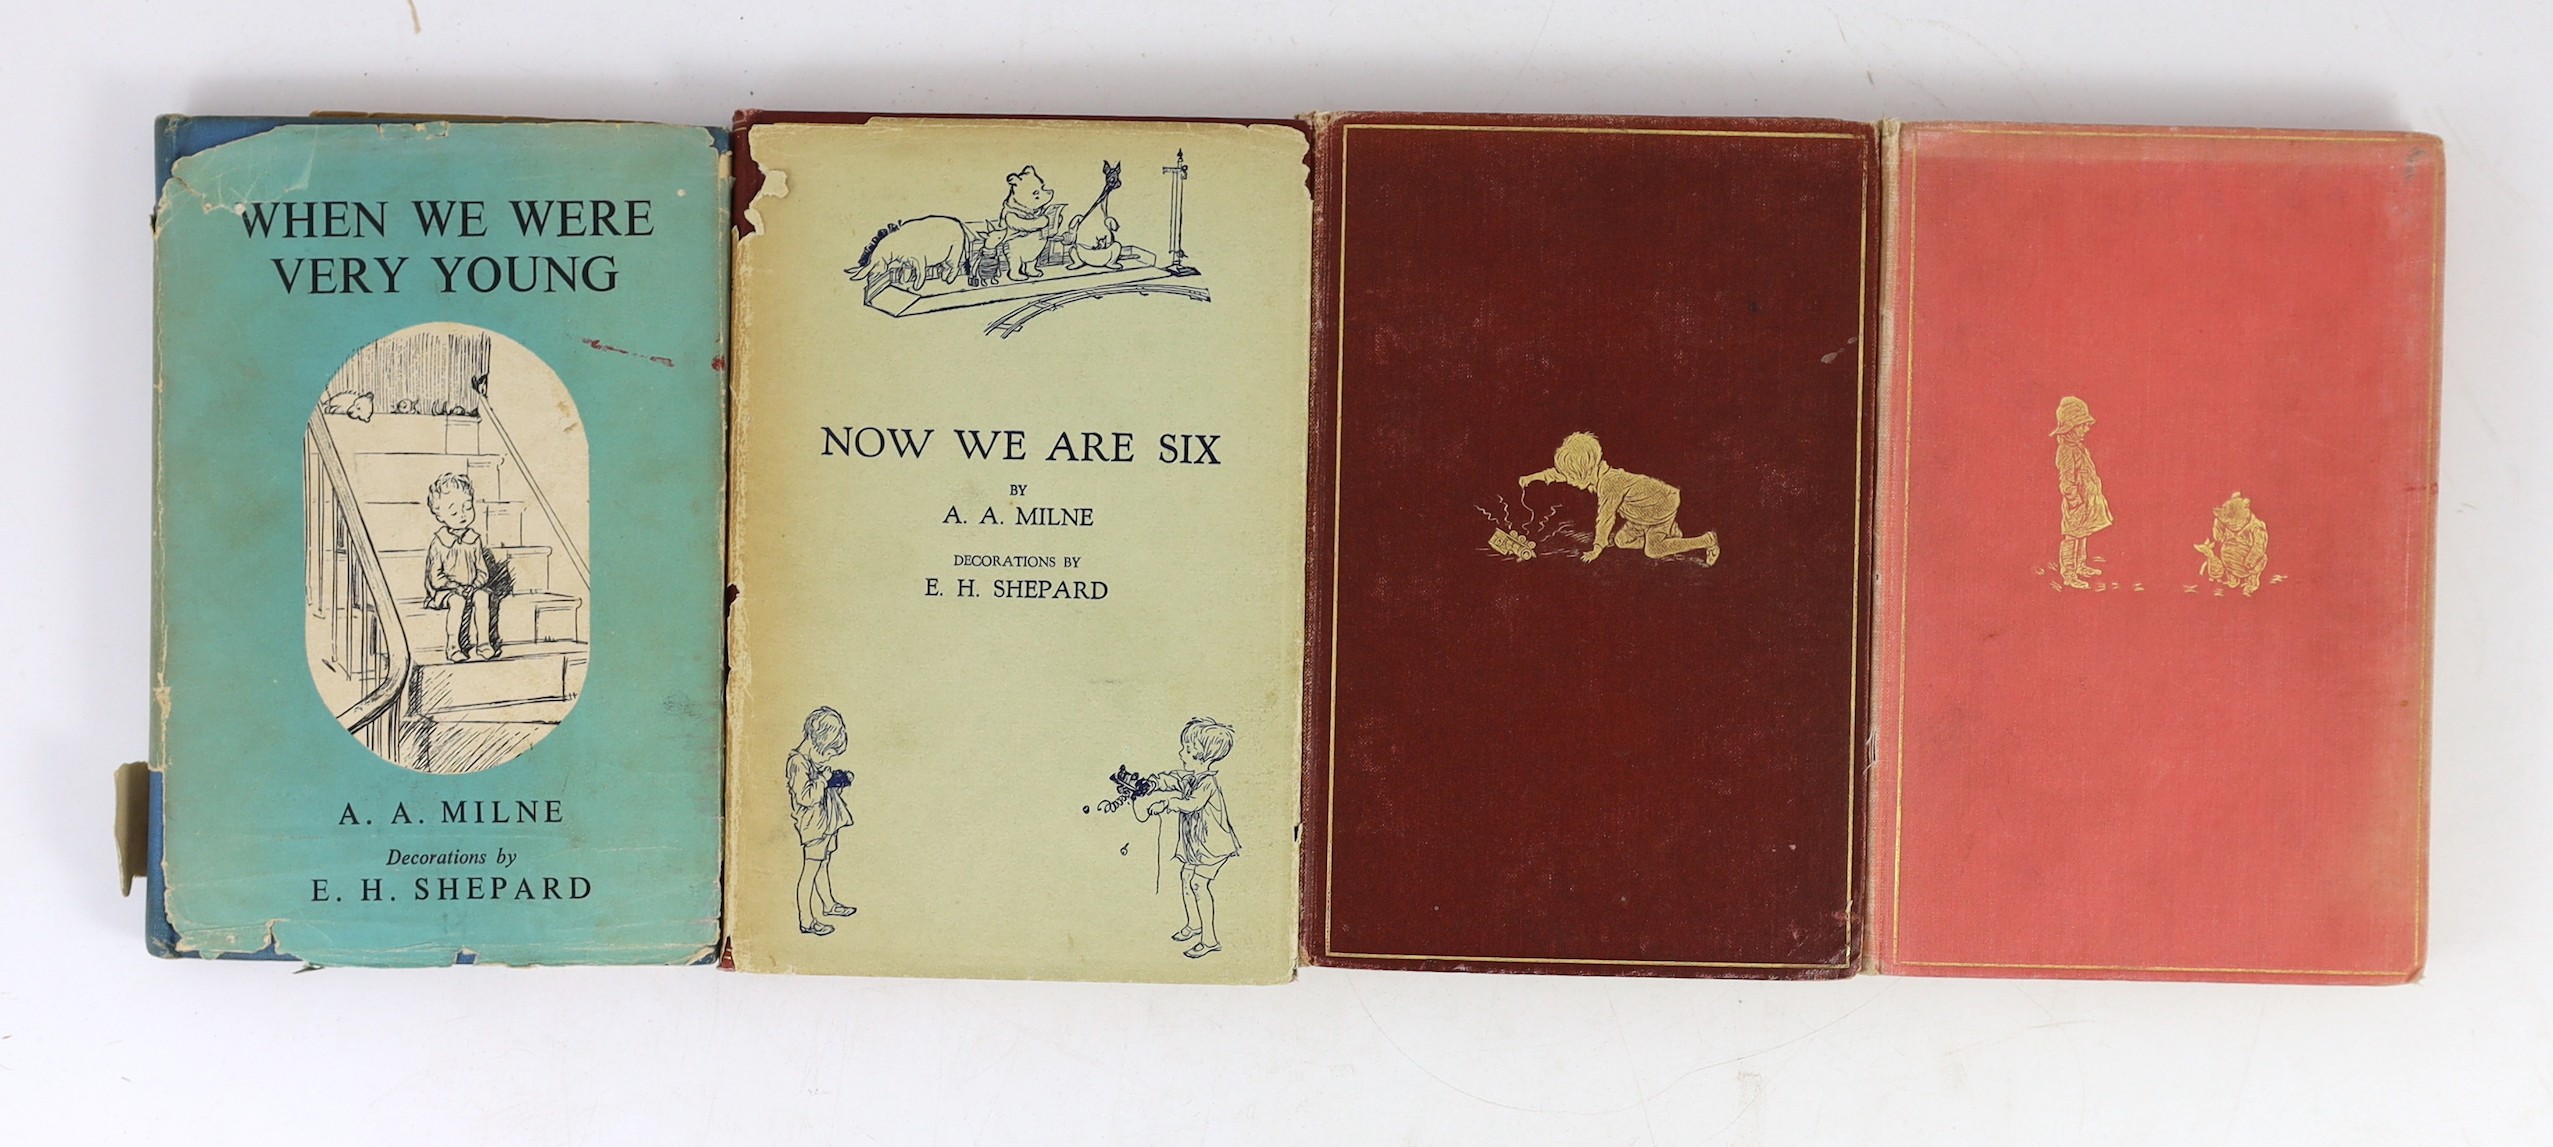 WHEN WE WERE
VERY YOUNG
A. A. MILNE
Decorations by
E. H. SHEPARD
NOW WE ARE SIX
BY
A. A. MILNE
DECORATIONS BY
E. H. SHEPARD